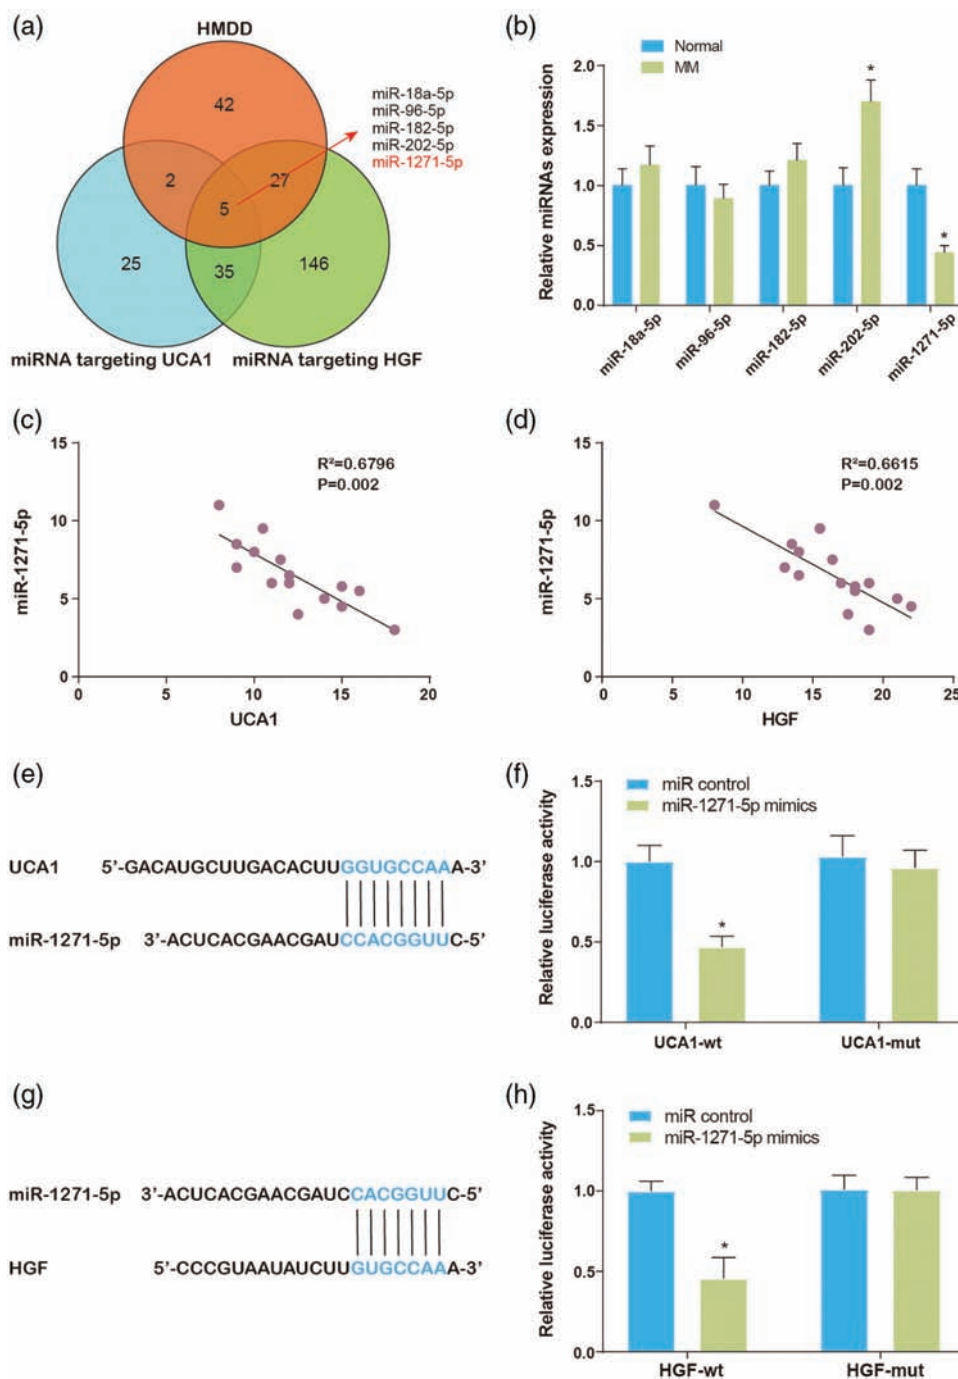 (a)
HMDD
42
miR-18a-5p
miR-96-5p
miR-182-5p
miR-202-5p
miR-1271-5p
2
27
5
25
35
146
miRNA targeting UCA1
miRNA targeting HGF
(b)
Normal
MM
Relative miRNAs expression
2.0
1.5
1.0
0.5
0.0
*
*
miR-18a-5p
miR-96-5p
miR-182-5p
miR-202-5p
miR-1271-5p
(c)
miR-1271-5p
15
10
5
0
R²=0.6796
P=0.002
0 5 10 15 20
UCA1
(d)
miR-1271-5p
15
10
5
0
R²=0.6615
P=0.002
0 5 10 15 20 25
HGF
(e)
UCA1 5'-GACAUGCUUGACACUUGGUGCCAAA-3'
miR-1271-5p 3'-ACUCACGAACGAUCCACGGUUC-5'
(f)
miR control
miR-1271-5p mimics
Relative luciferase activity
1.5
1.0
0.5
0.0
*
UCA1-wt UCA1-mut
(g)
miR-1271-5p 3'-ACUCACGAACGAUCCACGGUUC-5'
HGF 5'-CCCGUAAUAUCUUGUGCCAAA-3'
(h)
miR control
miR-1271-5p mimics
Relative luciferase activity
1.5
1.0
0.5
0.0
*
HGF-wt HGF-mut